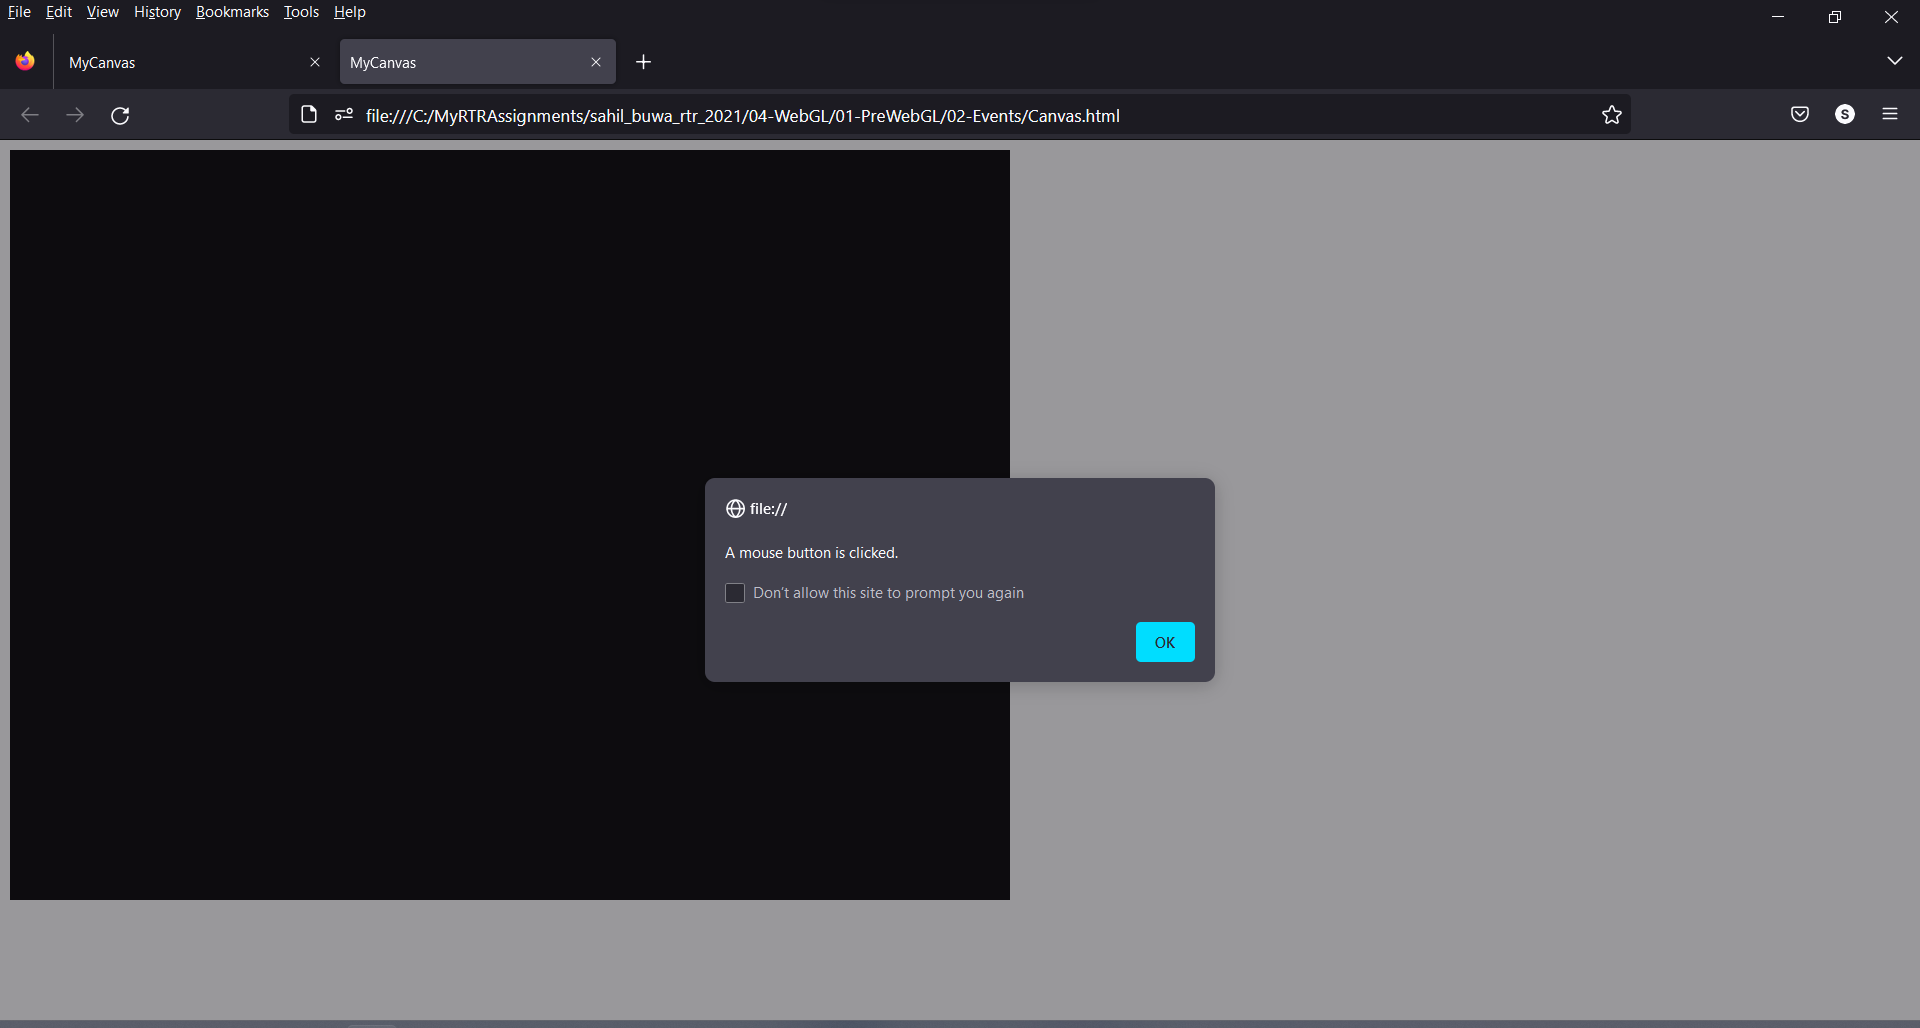 File Edit View History Bookmarks Tools Help
MyCanvas
MyCanvas
file:///C:/MyRTRAssignments/sahil_buwa_rtr_2021/04-WebGL/01-PreWebGL/02-Events/Canvas.html
S
file://
A mouse button is clicked.
Don't allow this site to prompt you again
OK